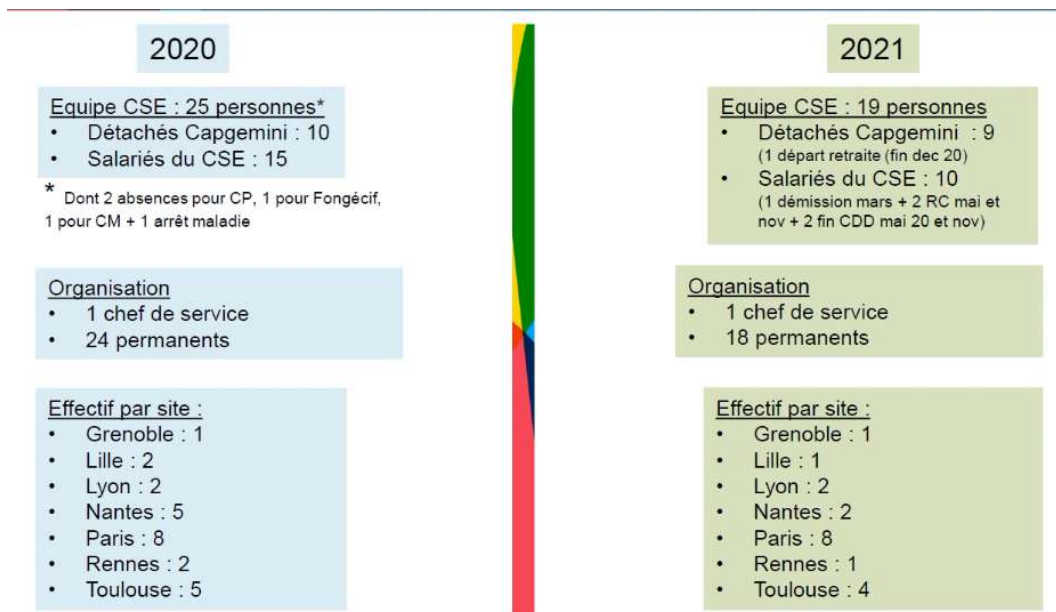 2020
Equipe CSE : 25 personnes*
• Détachés Capgemini : 10
• Salariés du CSE : 15
* Dont 2 absences pour CP, 1 pour Fongécif,
1 pour CM + 1 arrêt maladie
Organisation
• 1 chef de service
• 24 permanents
Effectif par site :
• Grenoble : 1
• Lille : 2
• Lyon : 2
• Nantes : 5
• Paris : 8
• Rennes : 2
• Toulouse : 5
2021
Equipe CSE : 19 personnes
• Détachés Capgemini : 9
(1 départ retraite (fin dec 20)
• Salariés du CSE : 10
(1 démission mars + 2 RC mai et
nov + 2 fin CDD mai 20 et nov)
Organisation
• 1 chef de service
• 18 permanents
Effectif par site :
• Grenoble : 1
• Lille : 1
• Lyon : 2
• Nantes : 2
• Paris : 8
• Rennes : 1
• Toulouse : 4